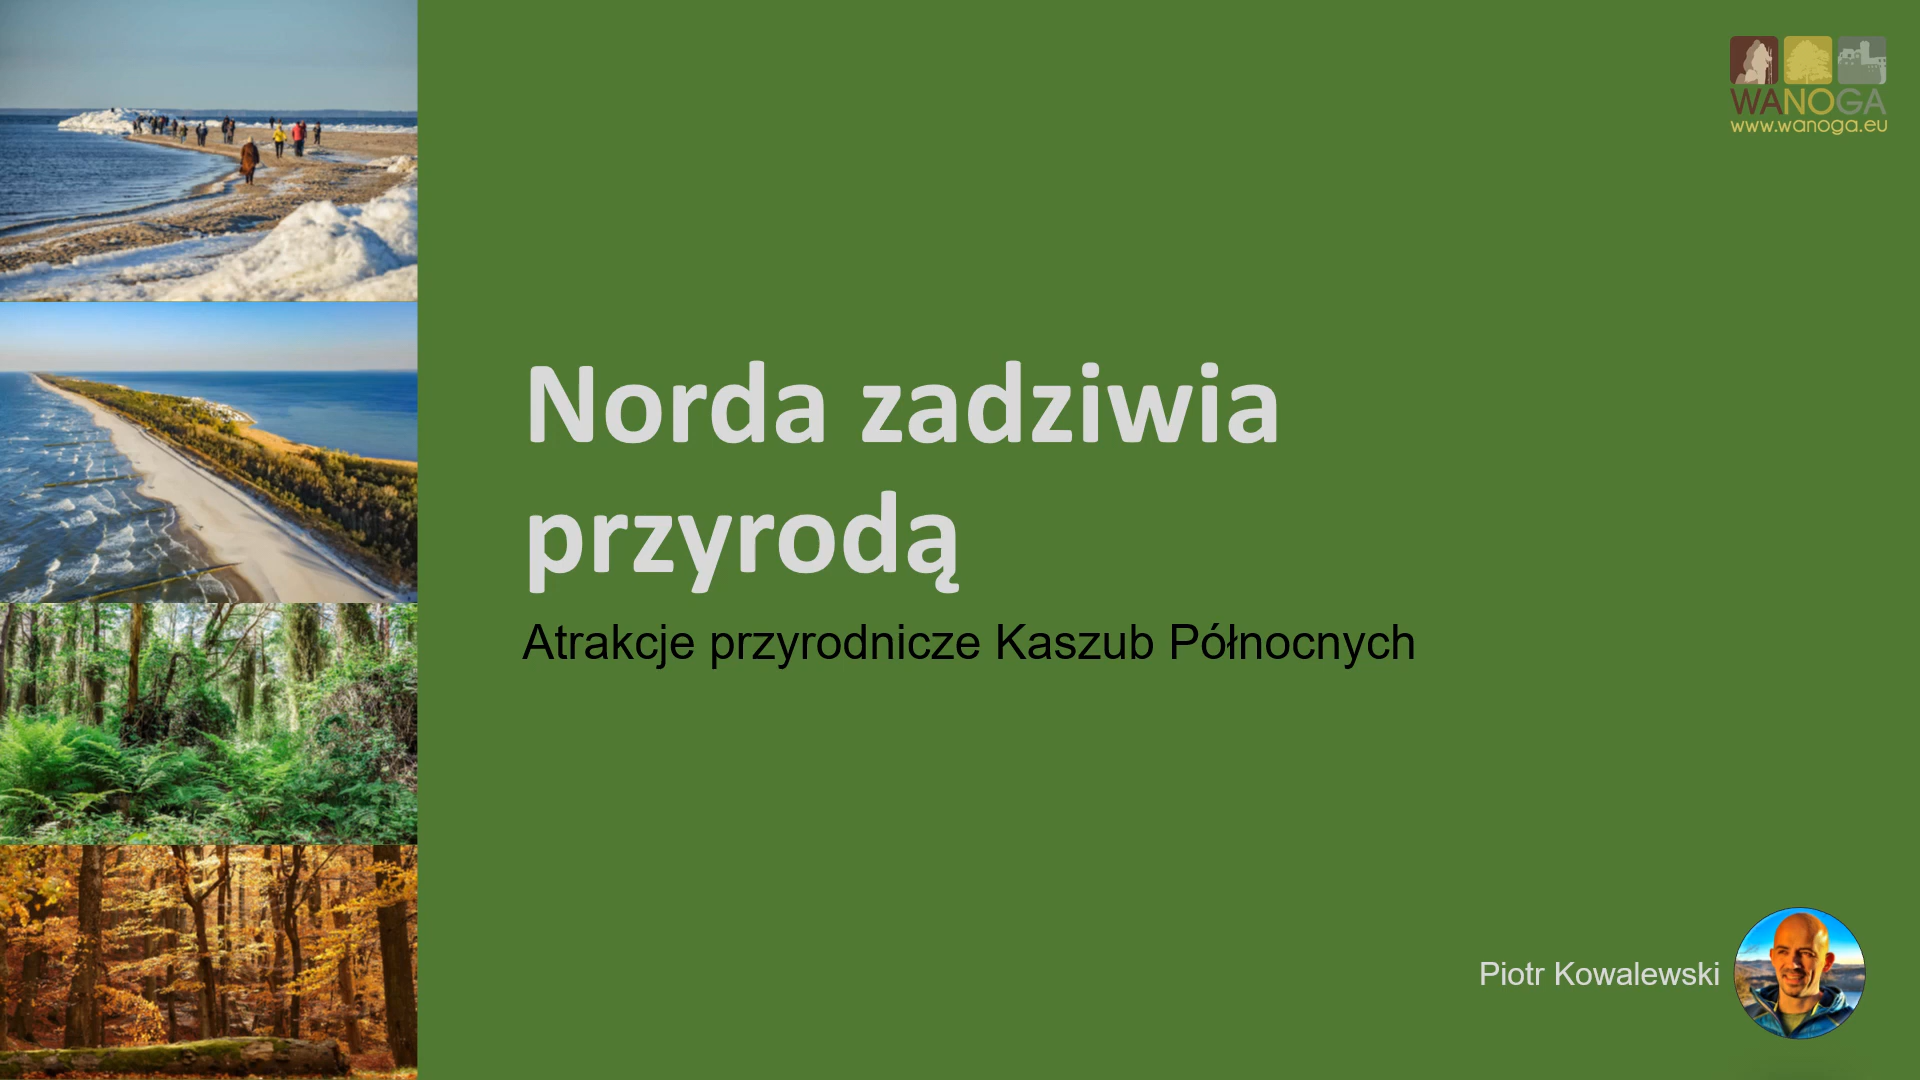 WANOGA
www.wanoga.eu
Norda zadziwia
przyrodą
Atrakcje przyrodnicze Kaszub Północnych
Piotr Kowalewski